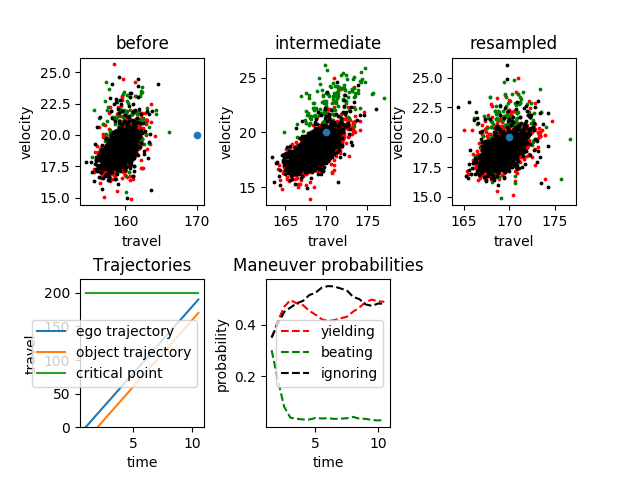 before
intermediate
resampled
velocity
25.0
22.5
20.0
17.5
15.0
160
170
travel
velocity
25
20
15
165
170
175
travel
velocity
25.0
22.5
20.0
17.5
15.0
165
170
175
travel
Trajectories
Maneuver probabilities
travel
200
150
100
50
0
ego trajectory
object trajectory
critical point
5
10
time
probability
0.4
0.2
yielding
beating
ignoring
5
10
time